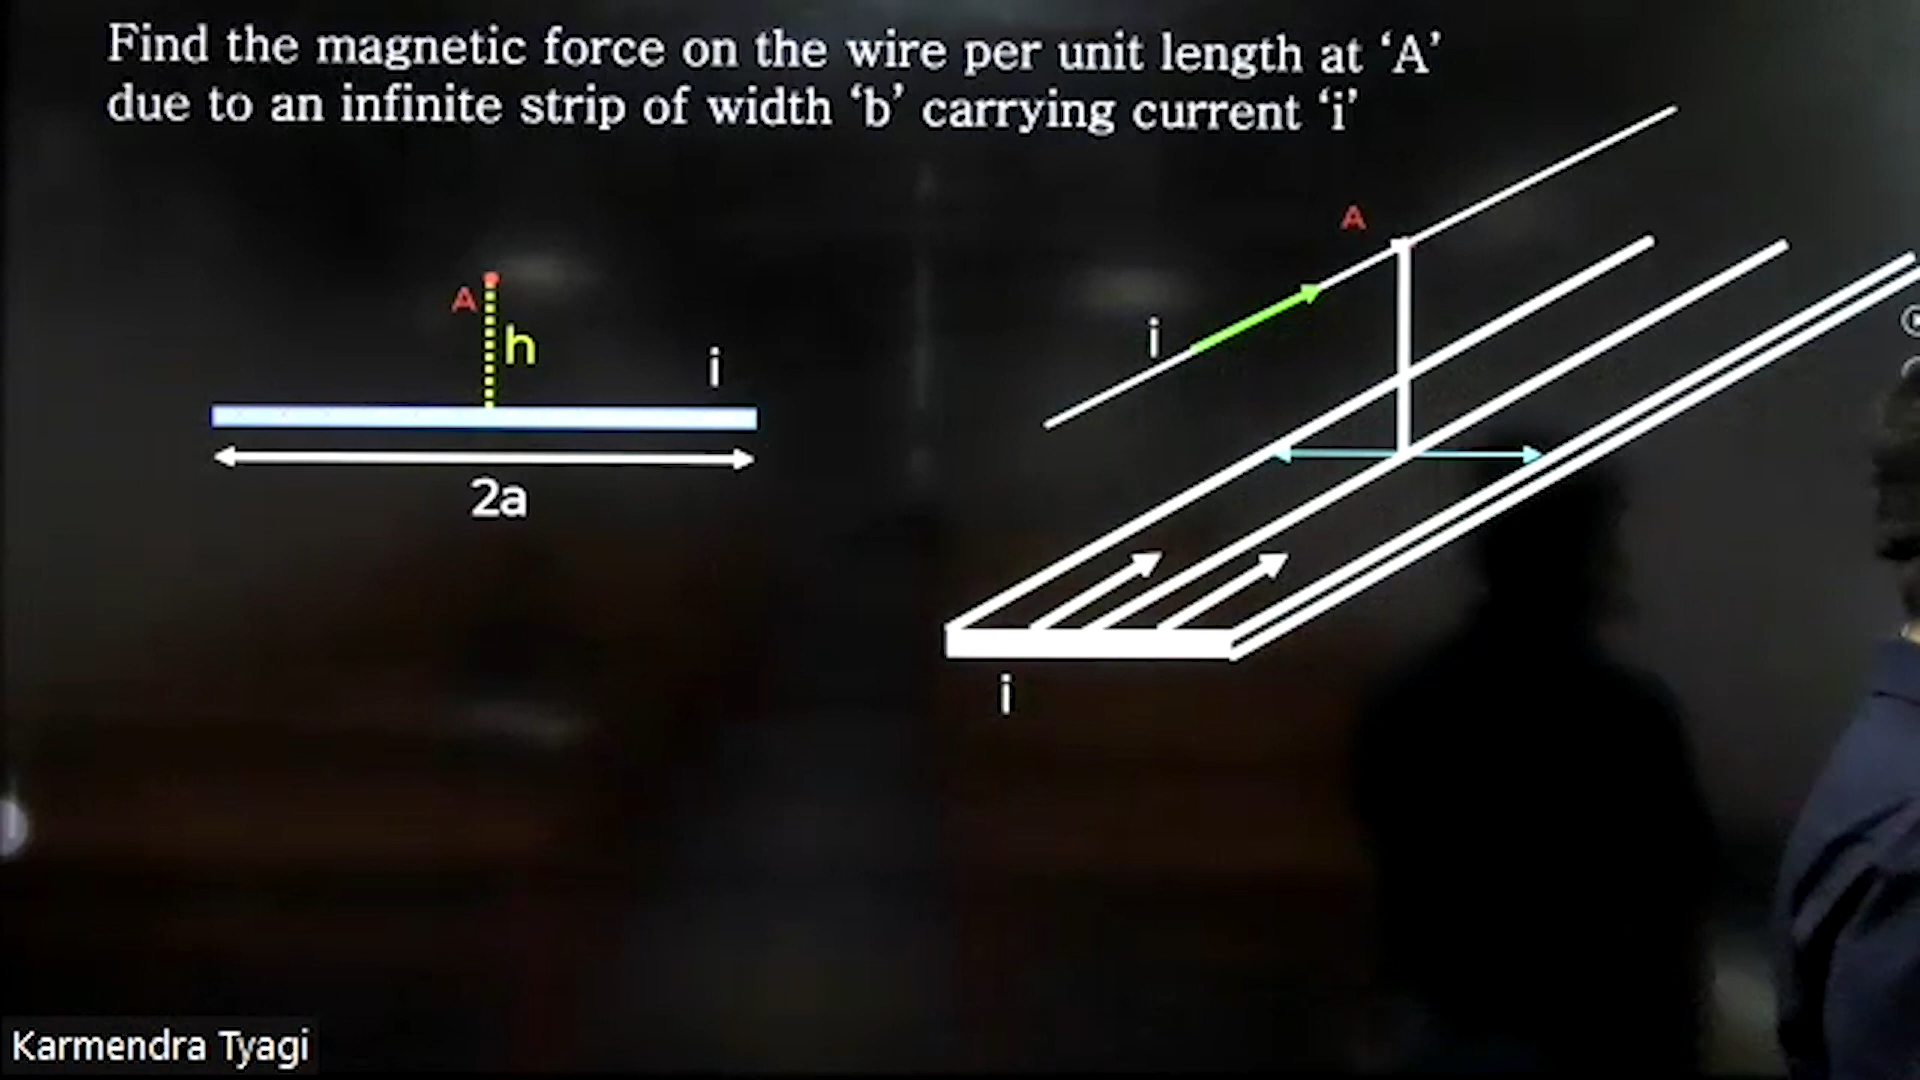 Find the magnetic force on the wire per unit length at ‘A’
due to an infinite strip of width ‘b’ carrying current ‘i’
A
A
i
h
i
2a
i
Karmendra Tyagi